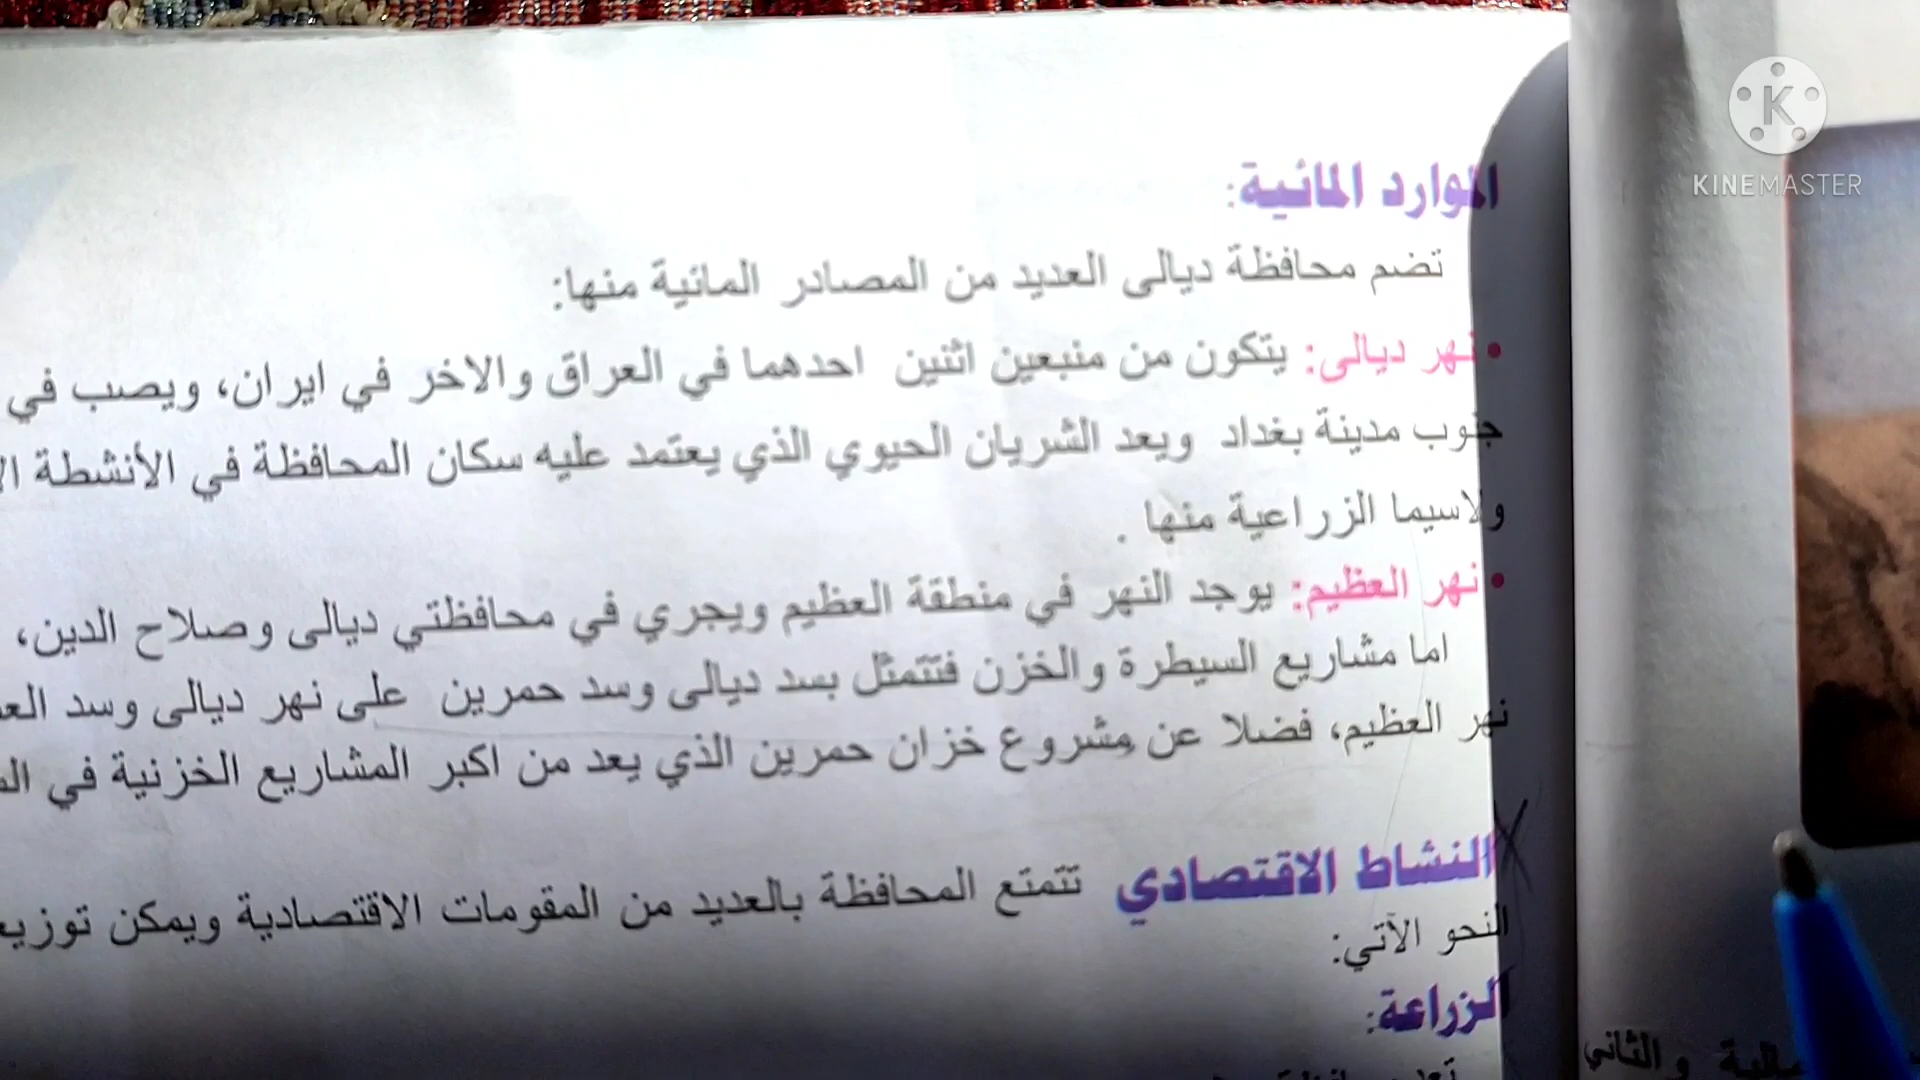 الموارد المائية:
تضم محافظة ديالى العديد من المصادر المائية منها:
• نهر ديالى: يتكون من منبعين اثنين احدهما في العراق والاخر في ايران، ويصب في
جنوب مدينة بغداد ويعد الشريان الحيوي الذي يعتمد عليه سكان المحافظة في الأنشطة
ولاسيما الزراعية منها .
• نهر العظيم: يوجد النهر في منطقة العظيم ويجري في محافظتي ديالى وصلاح الدين،
اما مشاريع السيطرة والخزن فتتمثل بسد ديالى وسد حمرين على نهر ديالى وسد
نهر العظيم، فضلا عن مشروع خزان حمرين الذي يعد من اكبر المشاريع الخزنية في
النشاط الاقتصادي تتمتع المحافظة بالعديد من المقومات الاقتصادية ويمكن
النحو الآتي:
الزراعة:
والثاني
KINEMASTER